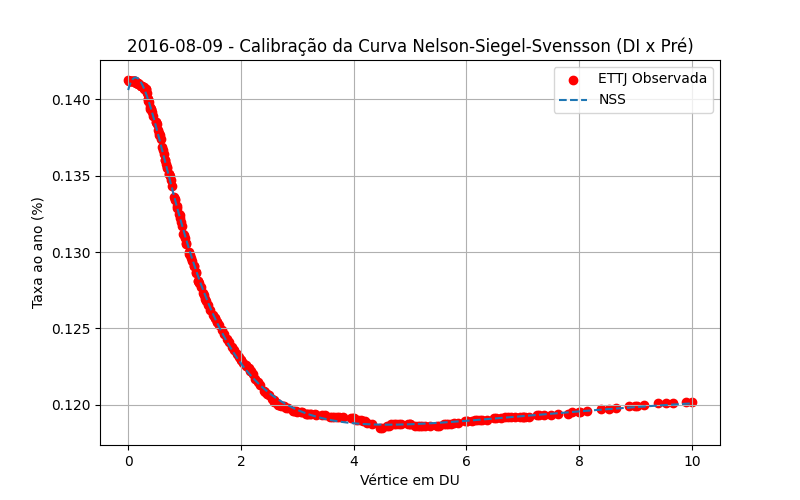 2016-08-09 - Calibração da Curva Nelson-Siegel-Svensson (DI x Pré)
ETTJ Observada
NSS
Taxa ao ano (%)
0.140
0.135
0.130
0.125
0.120
0 2 4 6 8 10
Vértice em DU